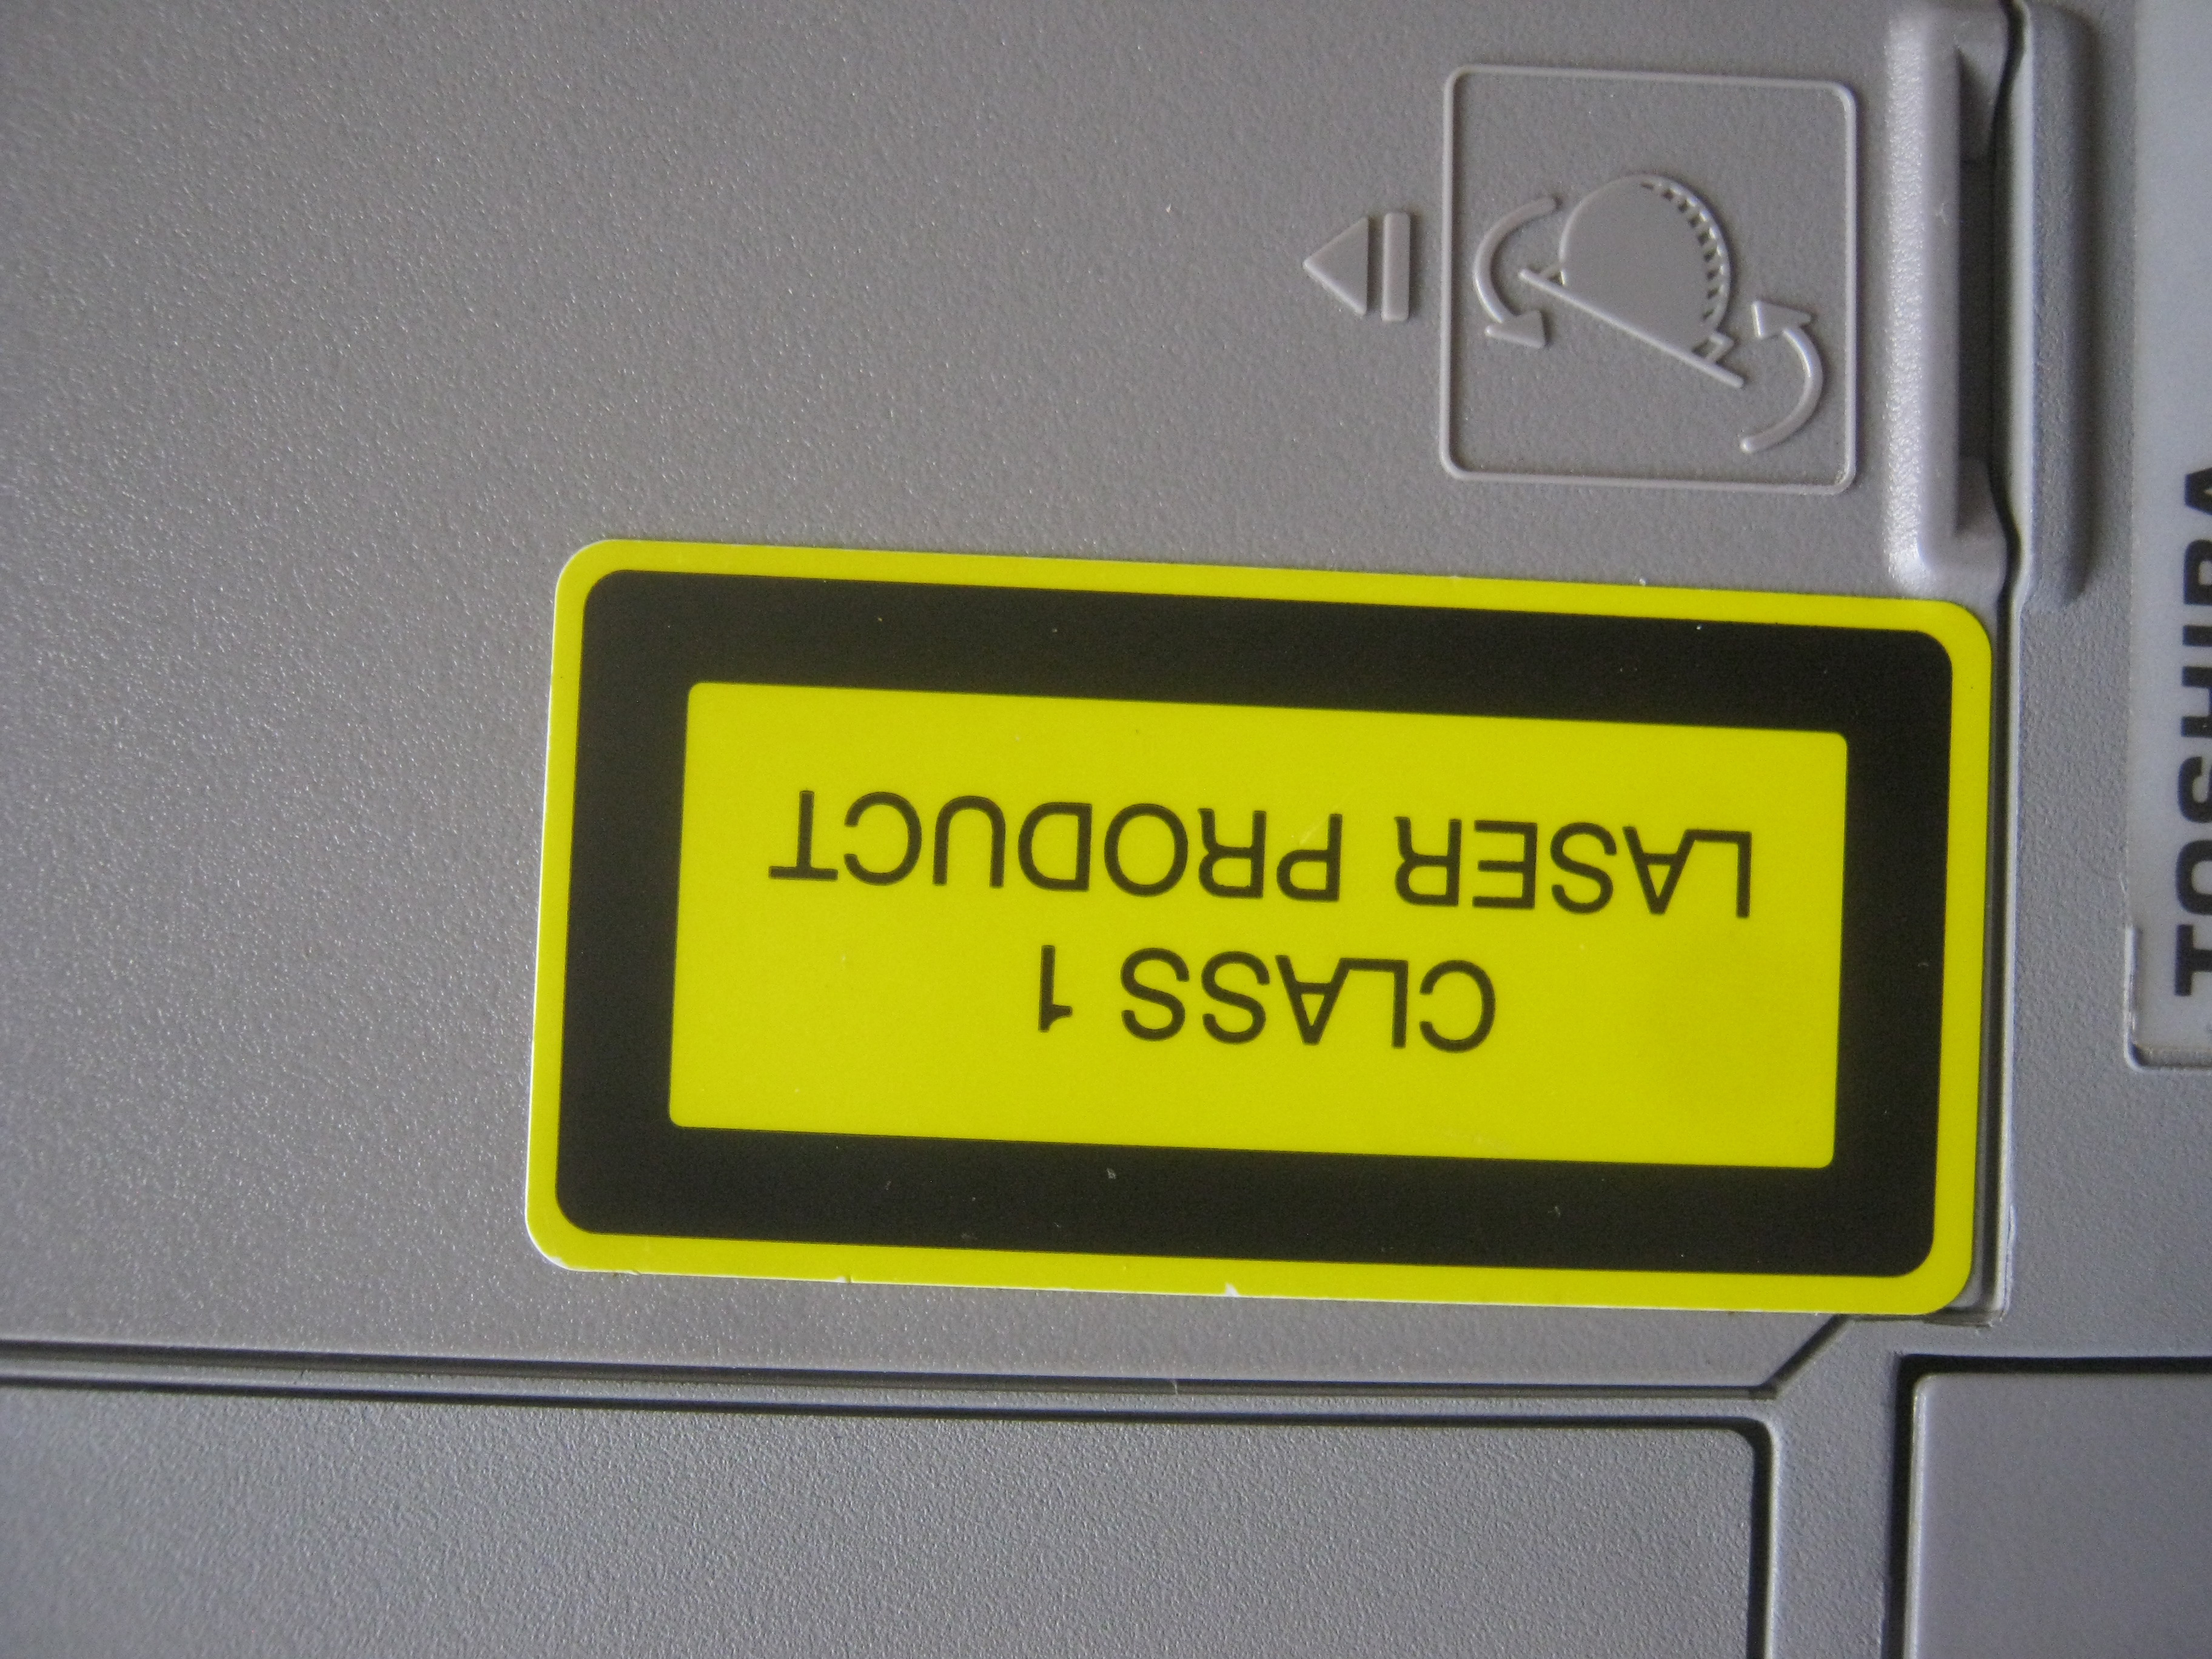 CLASS 1
LASER PRODUCT
TOSHIBA